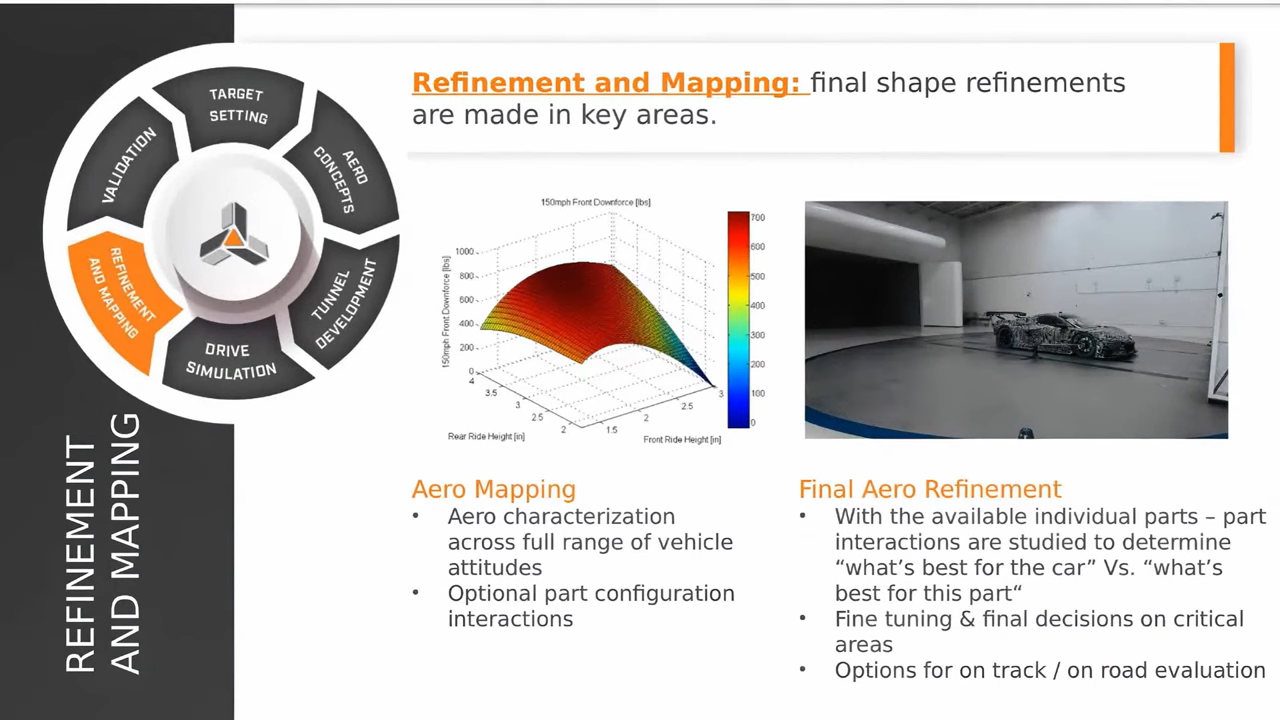 TARGET
SETTING
AERO
CONCEPTS
TUNNEL
DEVELOPMENT
DRIVE
SIMULATION
REFINEMENT
AND MAPPING
VALIDATION
REFINEMENT
AND MAPPING
Refinement and Mapping: final shape refinements
are made in key areas.
150mph Front Downforce [lbs]
150mph Front Downforce [lbs]
1000
800
600
400
200
0
4
3.5
3
2.5
2
Rear Ride Height [in]
1.5
2
2.5
3
Front Ride Height [in]
700
600
500
400
300
200
100
0
Aero Mapping
• Aero characterization
across full range of vehicle
attitudes
• Optional part configuration
interactions
Final Aero Refinement
• With the available individual parts – part
interactions are studied to determine
“what’s best for the car” Vs. “what’s
best for this part“
• Fine tuning & final decisions on critical
areas
• Options for on track / on road evaluation